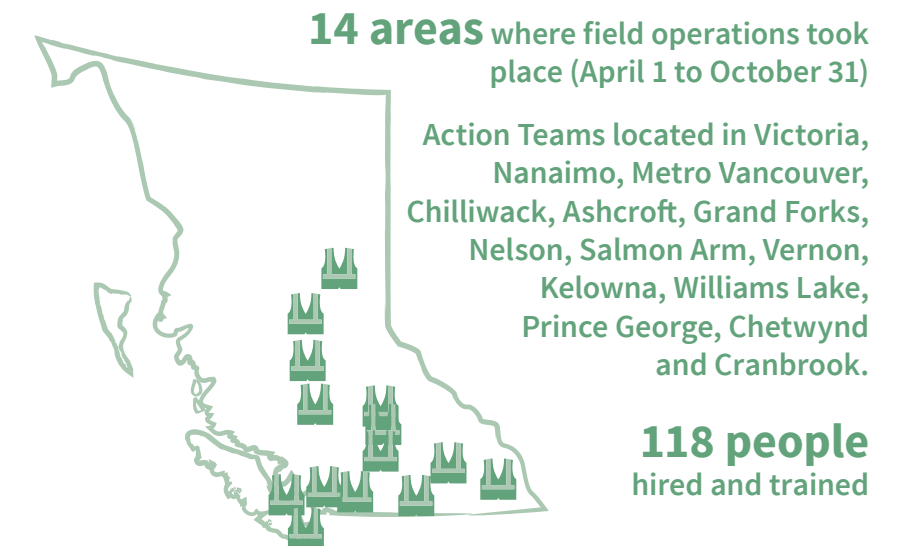 14 areas where field operations took
place (April 1 to October 31)
Action Teams located in Victoria,
Nanaimo, Metro Vancouver,
Chilliwack, Ashcroft, Grand Forks,
Nelson, Salmon Arm, Vernon,
Kelowna, Williams Lake,
Prince George, Chetwynd
and Cranbrook.
118 people
hired and trained